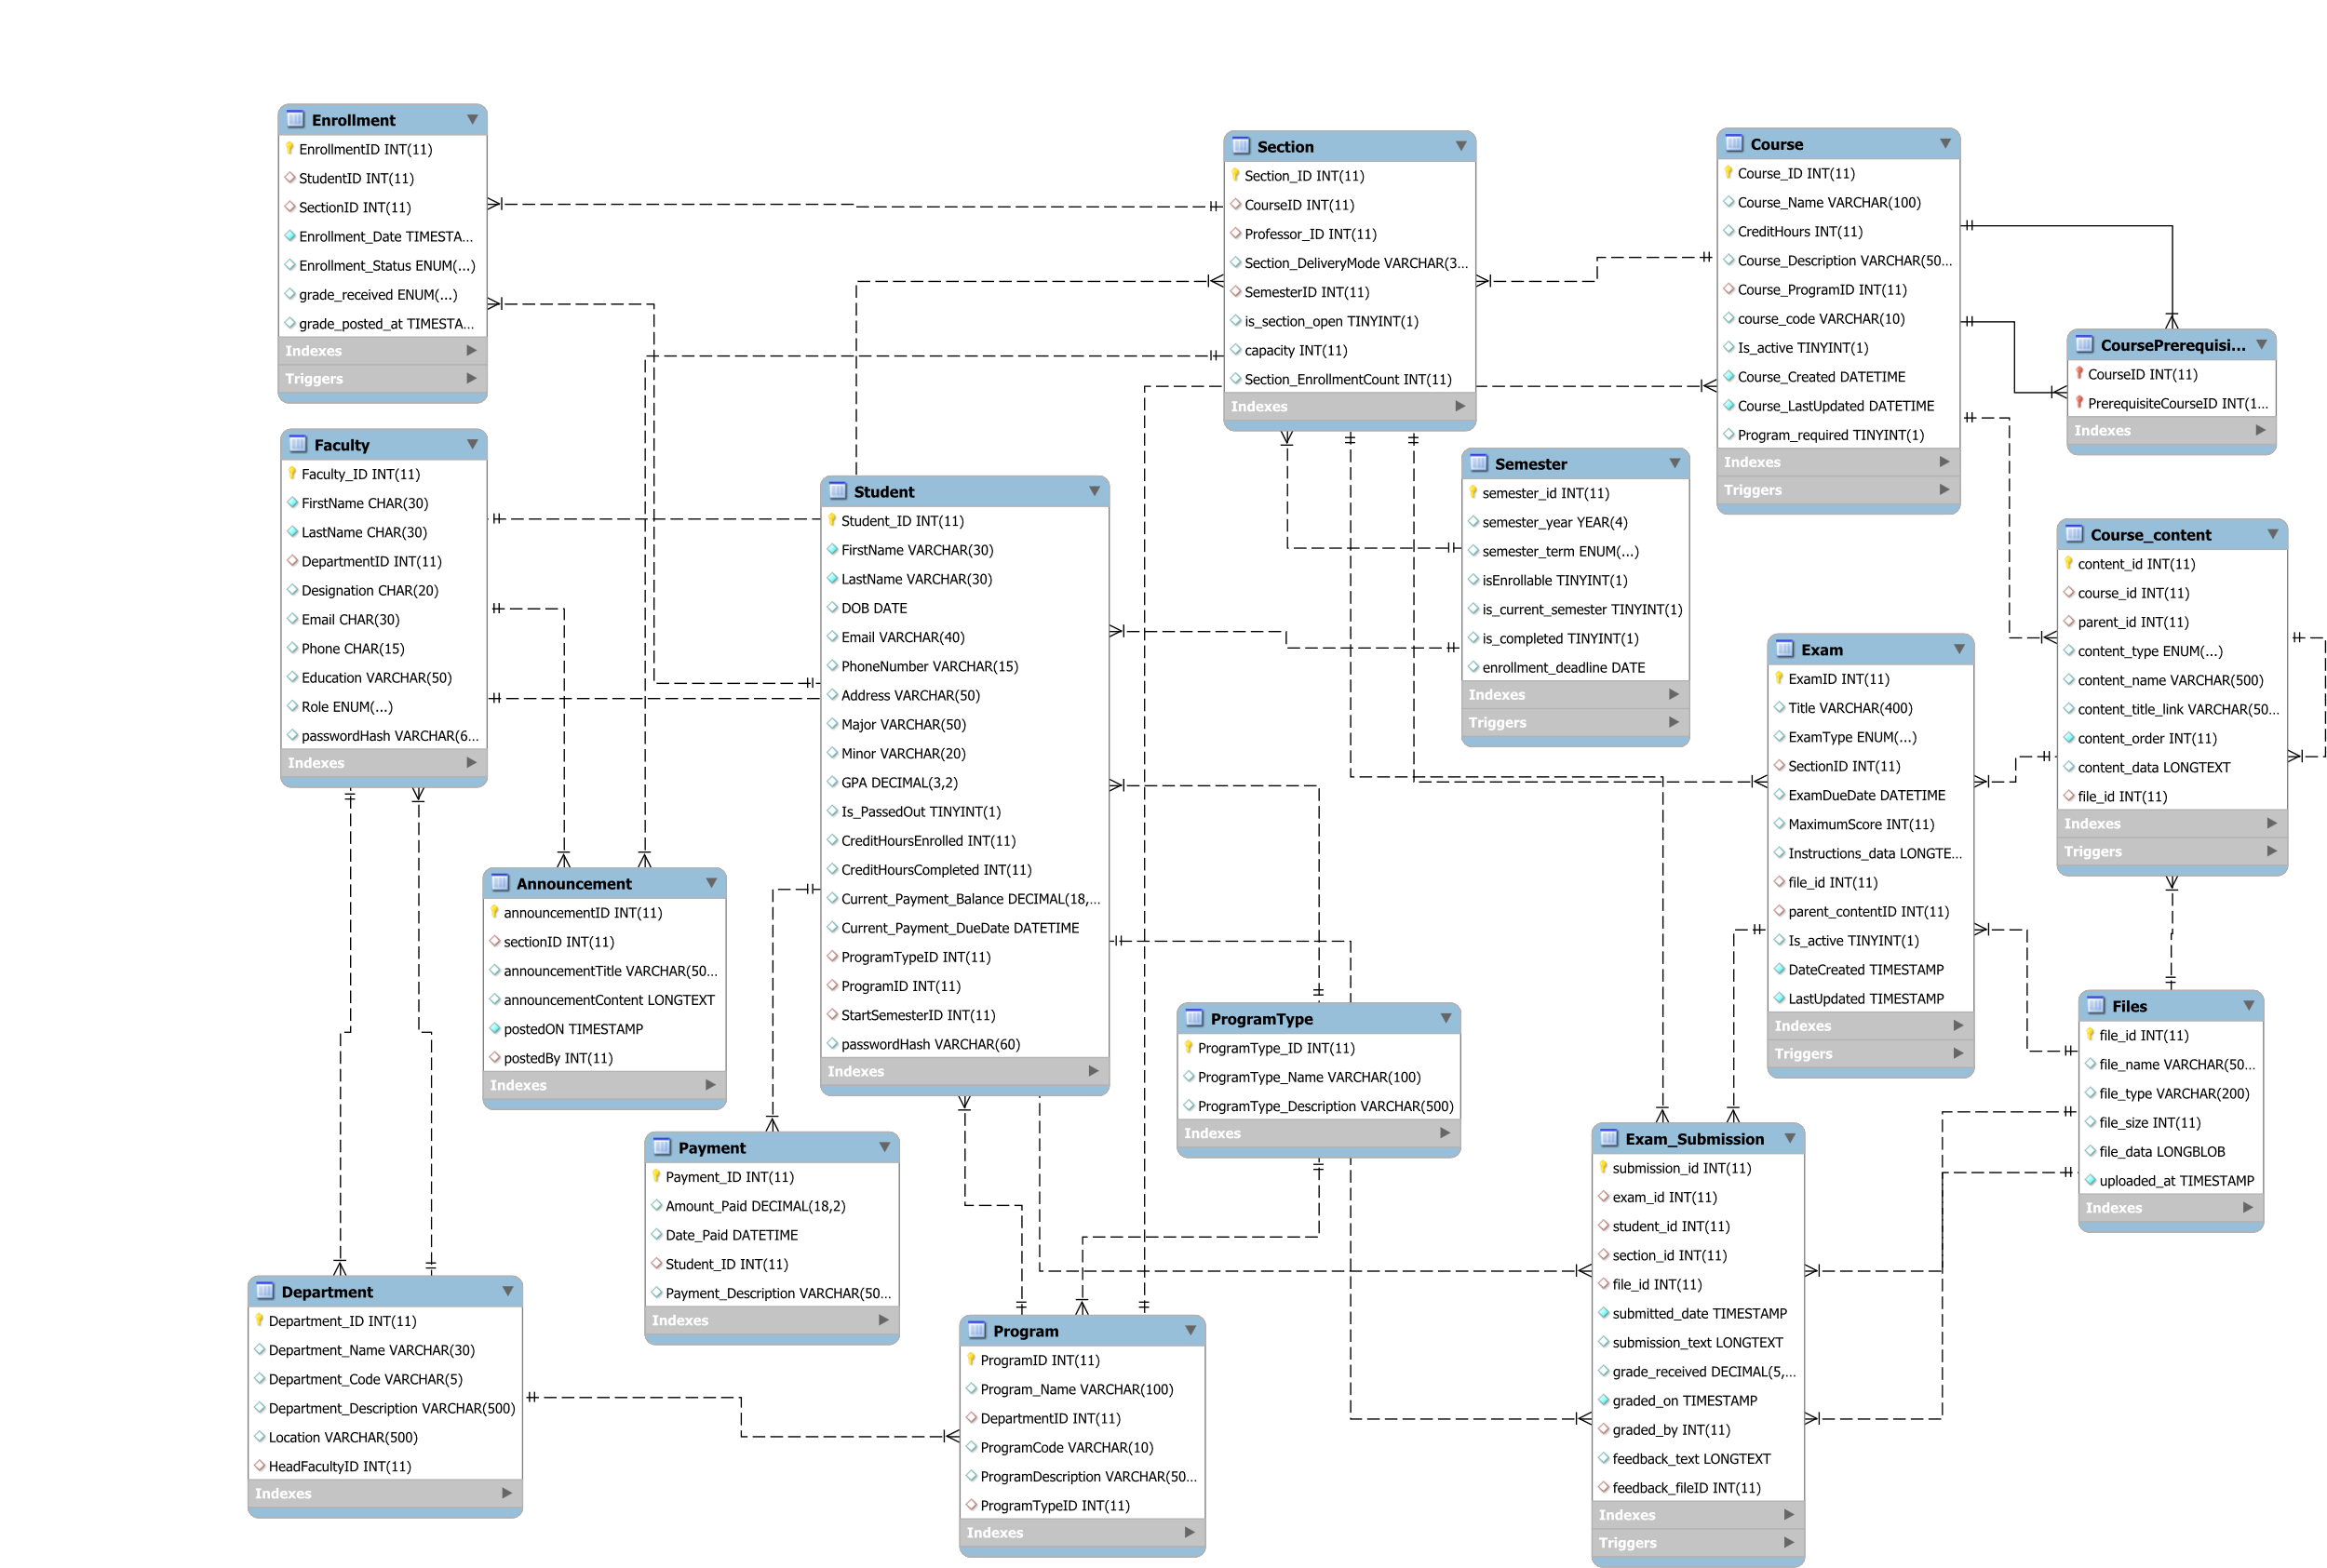 Enrollment
EnrollmentID INT(11)
StudentID INT(11)
SectionID INT(11)
Enrollment_Date TIMESTA...
Enrollment_Status ENUM(...)
grade_received ENUM(...)
grade_posted_at TIMESTA...
Indexes
Triggers
Section
Section_ID INT(11)
CourseID INT(11)
Professor_ID INT(11)
Section_DeliveryMode VARCHAR(3...
SemesterID INT(11)
is_section_open TINYINT(1)
capacity INT(11)
Section_EnrollmentCount INT(11)
Indexes
Course
Course_ID INT(11)
Course_Name VARCHAR(100)
CreditHours INT(11)
Course_Description VARCHAR(50...
Course_ProgramID INT(11)
course_code VARCHAR(10)
Is_active TINYINT(1)
Course_Created DATETIME
Course_LastUpdated DATETIME
Program_required TINYINT(1)
Indexes
Triggers
CoursePrerequisi...
CourseID INT(11)
PrerequisiteCourseID INT(1...
Indexes
Faculty
Faculty_ID INT(11)
FirstName CHAR(30)
LastName CHAR(30)
DepartmentID INT(11)
Designation CHAR(20)
Email CHAR(30)
Phone CHAR(15)
Education VARCHAR(50)
Role ENUM(...)
passwordHash VARCHAR(6...
Indexes
Student
Student_ID INT(11)
FirstName VARCHAR(30)
LastName VARCHAR(30)
DOB DATE
Email VARCHAR(40)
PhoneNumber VARCHAR(15)
Address VARCHAR(50)
Major VARCHAR(50)
Minor VARCHAR(20)
GPA DECIMAL(3,2)
Is_PassedOut TINYINT(1)
CreditHoursEnrolled INT(11)
CreditHoursCompleted INT(11)
Current_Payment_Balance DECIMAL(18,...
Current_Payment_DueDate DATETIME
ProgramTypeID INT(11)
ProgramID INT(11)
StartSemesterID INT(11)
passwordHash VARCHAR(60)
Indexes
Semester
semester_id INT(11)
semester_year YEAR(4)
semester_term ENUM(...)
isEnrollable TINYINT(1)
is_current_semester TINYINT(1)
is_completed TINYINT(1)
enrollment_deadline DATE
Indexes
Triggers
Course_content
content_id INT(11)
course_id INT(11)
parent_id INT(11)
content_type ENUM(...)
content_name VARCHAR(500)
content_title_link VARCHAR(50...
content_order INT(11)
content_data LONGTEXT
file_id INT(11)
Indexes
Triggers
Exam
ExamID INT(11)
Title VARCHAR(400)
ExamType ENUM(...)
SectionID INT(11)
ExamDueDate DATETIME
MaximumScore INT(11)
Instructions_data LONGTE...
file_id INT(11)
parent_contentID INT(11)
Is_active TINYINT(1)
DateCreated TIMESTAMP
LastUpdated TIMESTAMP
Indexes
Triggers
Announcement
announcementID INT(11)
sectionID INT(11)
announcementTitle VARCHAR(50...
announcementContent LONGTEXT
postedON TIMESTAMP
postedBy INT(11)
Indexes
Files
file_id INT(11)
file_name VARCHAR(50...
file_type VARCHAR(200)
file_size INT(11)
file_data LONGBLOB
uploaded_at TIMESTAMP
Indexes
ProgramType
ProgramType_ID INT(11)
ProgramType_Name VARCHAR(100)
ProgramType_Description VARCHAR(500)
Indexes
Payment
Payment_ID INT(11)
Amount_Paid DECIMAL(18,2)
Date_Paid DATETIME
Student_ID INT(11)
Payment_Description VARCHAR(50...
Indexes
Exam_Submission
submission_id INT(11)
exam_id INT(11)
student_id INT(11)
section_id INT(11)
file_id INT(11)
submitted_date TIMESTAMP
submission_text LONGTEXT
grade_received DECIMAL(5,...
graded_on TIMESTAMP
graded_by INT(11)
feedback_text LONGTEXT
feedback_fileID INT(11)
Indexes
Triggers
Department
Department_ID INT(11)
Department_Name VARCHAR(30)
Department_Code VARCHAR(5)
Department_Description VARCHAR(500)
Location VARCHAR(500)
HeadFacultyID INT(11)
Indexes
Program
ProgramID INT(11)
Program_Name VARCHAR(100)
DepartmentID INT(11)
ProgramCode VARCHAR(10)
ProgramDescription VARCHAR(50...
ProgramTypeID INT(11)
Indexes